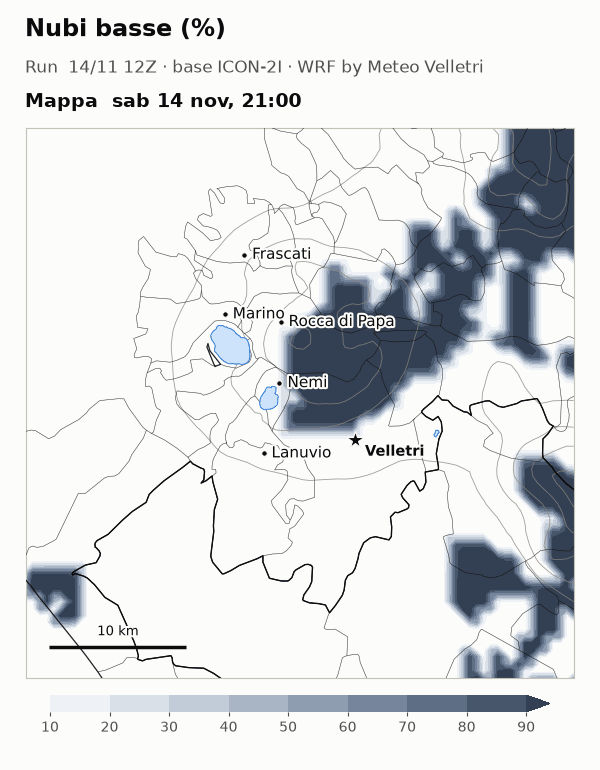 Nubi basse (%)
Run  14/11 12Z · base ICON-2I · WRF by Meteo Velletri
Mappa  sab 14 nov, 21:00
Frascati
Marino
Rocca di Papa
Nemi
Velletri
Lanuvio
10 km
10 20 30 40 50 60 70 80 90